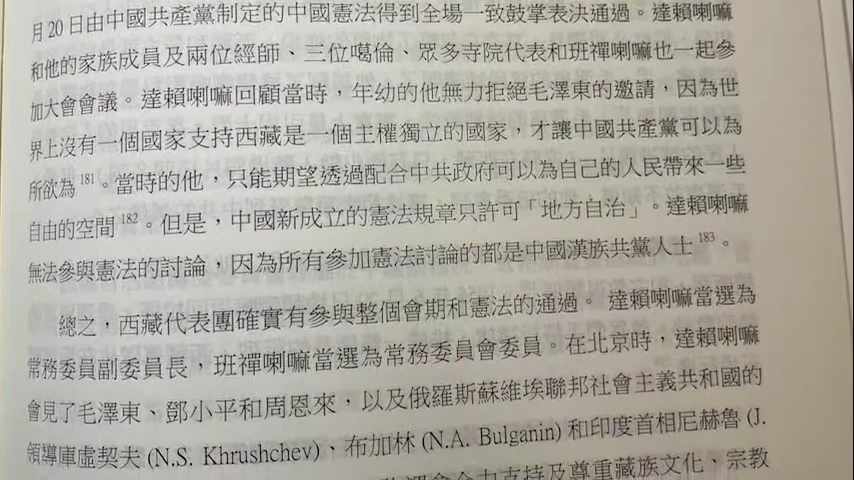 月20日由中國共產黨制定的中國憲法得到全場一致鼓掌表決通過。達賴喇嘛
和他的家族成員及兩位經師、三位噶倫、眾多寺院代表和班禪喇嘛也一起參
加大會會議。達賴喇嘛回顧當時，年幼的他無力拒絕毛澤東的邀請，因為世
界上沒有一個國家支持西藏是一個主權獨立的國家，才讓中國共產黨可以為
所欲為181。當時的他，只能期望透過配合中共政府可以為自己的人民帶來一些
自由的空間182。但是，中國新成立的憲法規章只許可「地方自治」。達賴喇嘛
無法參與憲法的討論，因為所有參加憲法討論的都是中國漢族共黨人士183。
總之，西藏代表團確實有參與整個會期和憲法的通過。 達賴喇嘛當選為
常務委員副委員長，班禪喇嘛當選為常務委員會委員。在北京時，達賴喇嘛
會見了毛澤東、鄧小平和周恩來，以及俄羅斯蘇維埃聯邦社會主義共和國的
領導庫虛契夫 (N.S. Khrushchev)、布加林 (N.A. Bulganin) 和印度首相尼赫魯 (J.
會全力支持及尊重藏族文化、宗教